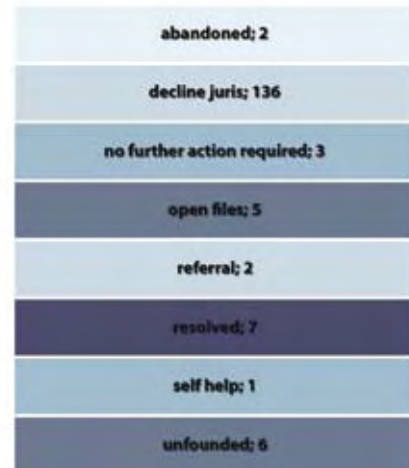 abandoned; 2
decline juris; 136
no further action required; 3
open files; 5
referral; 2
resolved; 7
self help; 1
unfounded; 6